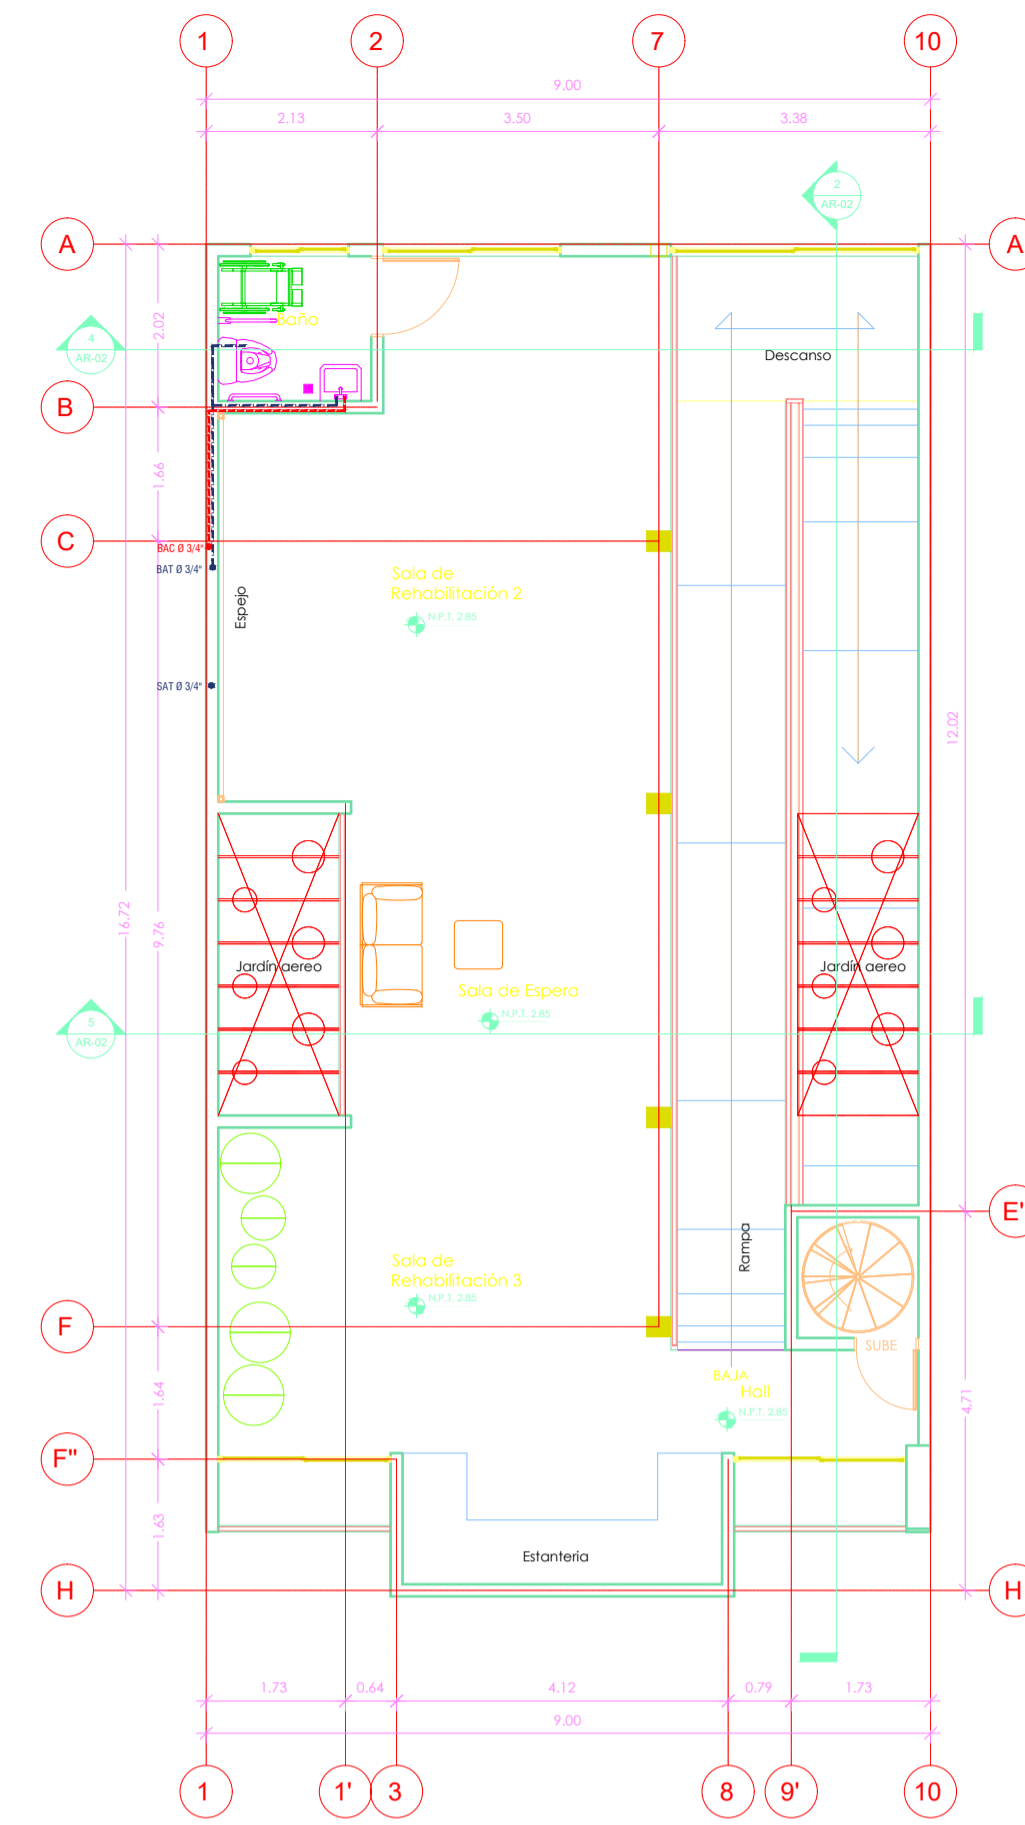 1
2
7
10
9.00
2.13
3.50
3.38
2
AR-02
A
A
Baño
2.02
4
AR-02
Descanso
B
1.66
C
BAC Ø 3/4"
BAT Ø 3/4"
Sala de
Rehabilitación 2
N.P.T. 2.85
Espejo
SAT Ø 3/4"
12.02
16.72
9.76
Jardín aereo
Jardín aereo
Sala de Espera
N.P.T. 2.85
5
AR-02
E'
Rampa
Sala de
Rehabilitación 3
N.P.T. 2.85
F
SUBE
BAJA
Hall
N.P.T. 2.85
1.64
4.71
F"
1.63
Estanteria
H
H
1.73
0.64
4.12
0.79
1.73
9.00
1
1'
3
8
9'
10